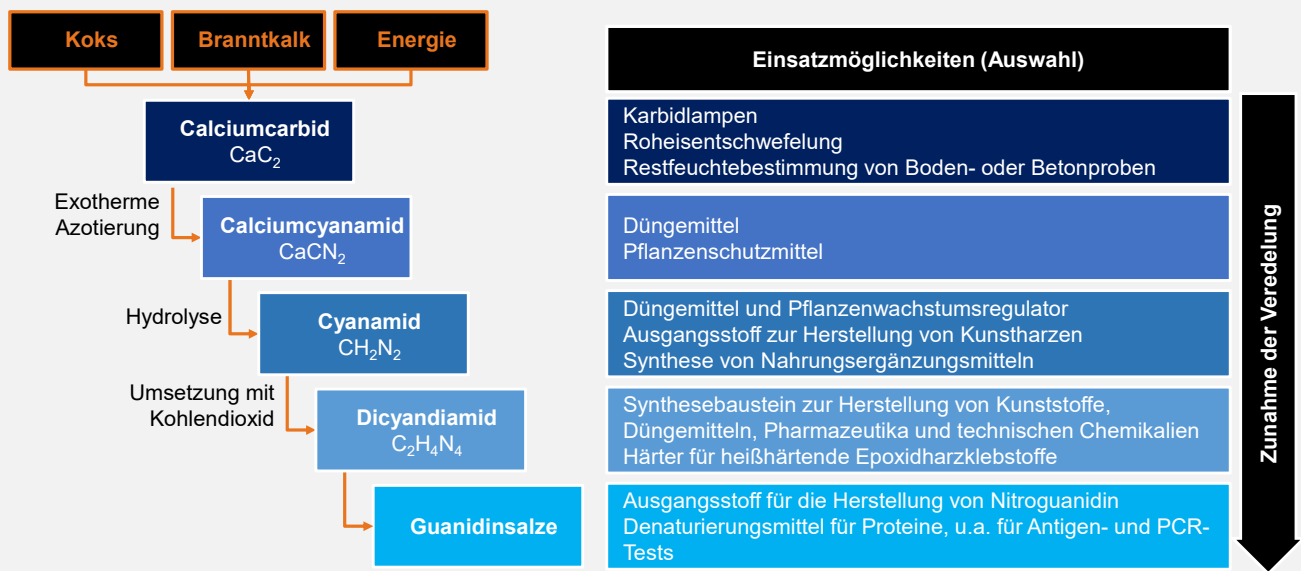 Koks
Branntkalk
Energie
Einsatzmöglichkeiten (Auswahl)
Calciumcarbid
CaC₂
Karbidlampen
Roheisentschwefelung
Restfeuchtebestimmung von Boden- oder Betonproben
Exotherme
Azotierung
Calciumcyanamid
CaCN₂
Düngemittel
Pflanzenschutzmittel
Hydrolyse
Cyanamid
CH₂N₂
Düngemittel und Pflanzenwachstumsregulator
Ausgangsstoff zur Herstellung von Kunstharzen
Synthese von Nahrungsergänzungsmitteln
Umsetzung mit
Kohlendioxid
Dicyandiamid
C₂H₄N₄
Synthesebaustein zur Herstellung von Kunststoffe,
Düngemitteln, Pharmazeutika und technischen Chemikalien
Härter für heißhärtende Epoxidharzklebstoffe
Guanidinsalze
Ausgangsstoff für die Herstellung von Nitroguanidin
Denaturierungsmittel für Proteine, u.a. für Antigen- und PCR-
Tests
Zunahme der Veredelung